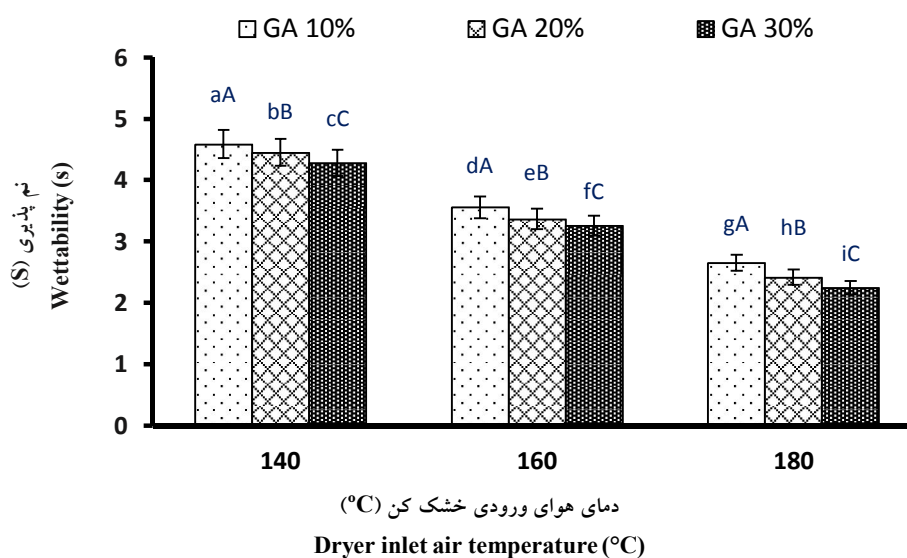 GA 10% GA 20% GA 30%
نم پذیری (S)
Wettability (s)
6
5
4
3
2
1
0
aA bB cC
dA eB fC
gA hB iC
140 160 180
دمای هوای ورودی خشک کن (°C)
Dryer inlet air temperature (°C)